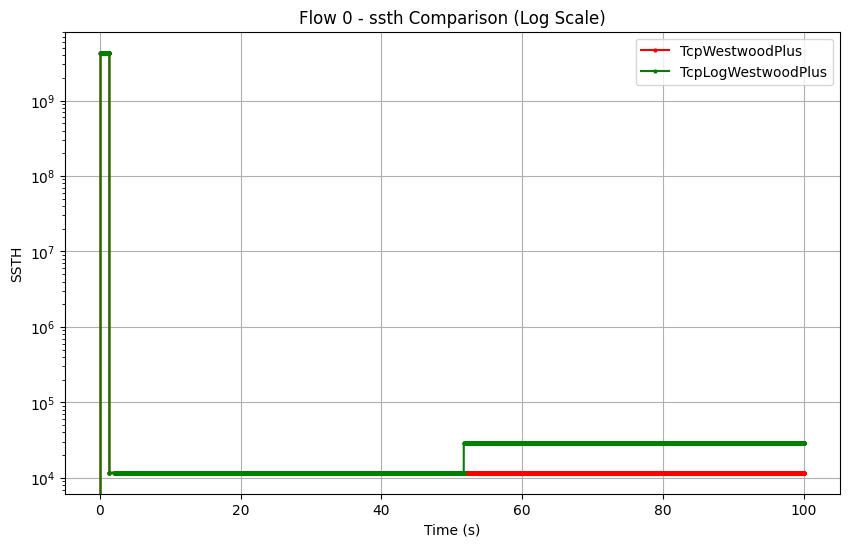 Flow 0 - ssth Comparison (Log Scale)
TcpWestwoodPlus
TcpLogWestwoodPlus
SSTH
10^9
10^8
10^7
10^6
10^5
10^4
0 20 40 60 80 100
Time (s)